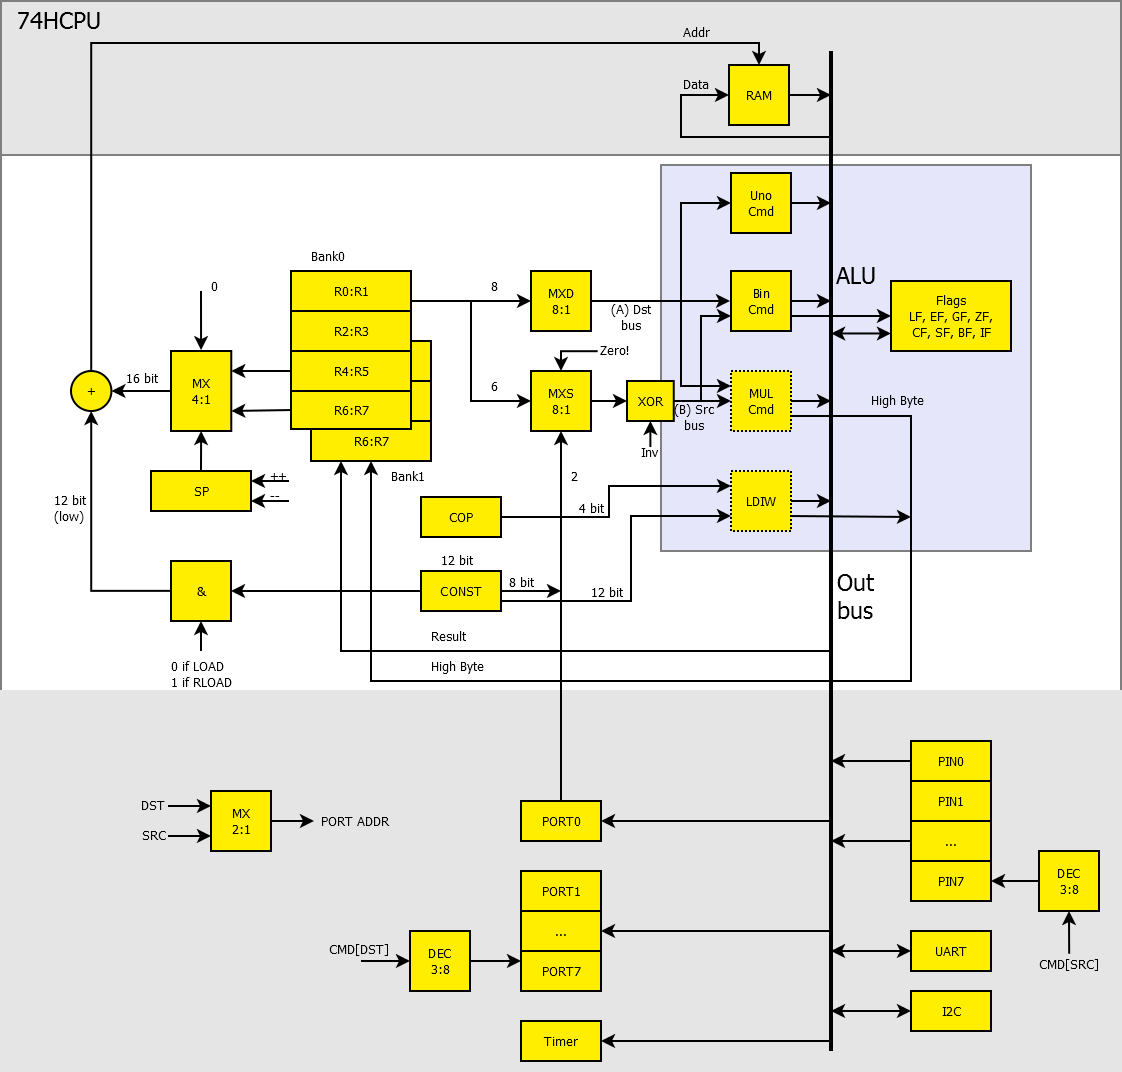 74HCPU
Addr
Data
RAM
Uno
Cmd
Bank0
ALU
0
R0:R1
8
MXD
8:1
(A) Dst
bus
Bin
Cmd
Flags
LF, EF, GF, ZF,
CF, SF, BF, IF
R2:R3
Zero!
+
16 bit
MX
4:1
R4:R5
6
MXS
8:1
XOR
(B) Src
bus
MUL
Cmd
High Byte
R6:R7
R6:R7
Inv
Bank1
2
SP
++
--
12 bit
(low)
COP
4 bit
LDIW
&
12 bit
CONST
8 bit
12 bit
Out
bus
Result
0 if LOAD
1 if RLOAD
High Byte
PIN0
DST
SRC
MX
2:1
PORT ADDR
PORT0
PIN1
...
PIN7
DEC
3:8
PORT1
...
PORT7
CMD[DST]
DEC
3:8
UART
CMD[SRC]
I2C
Timer